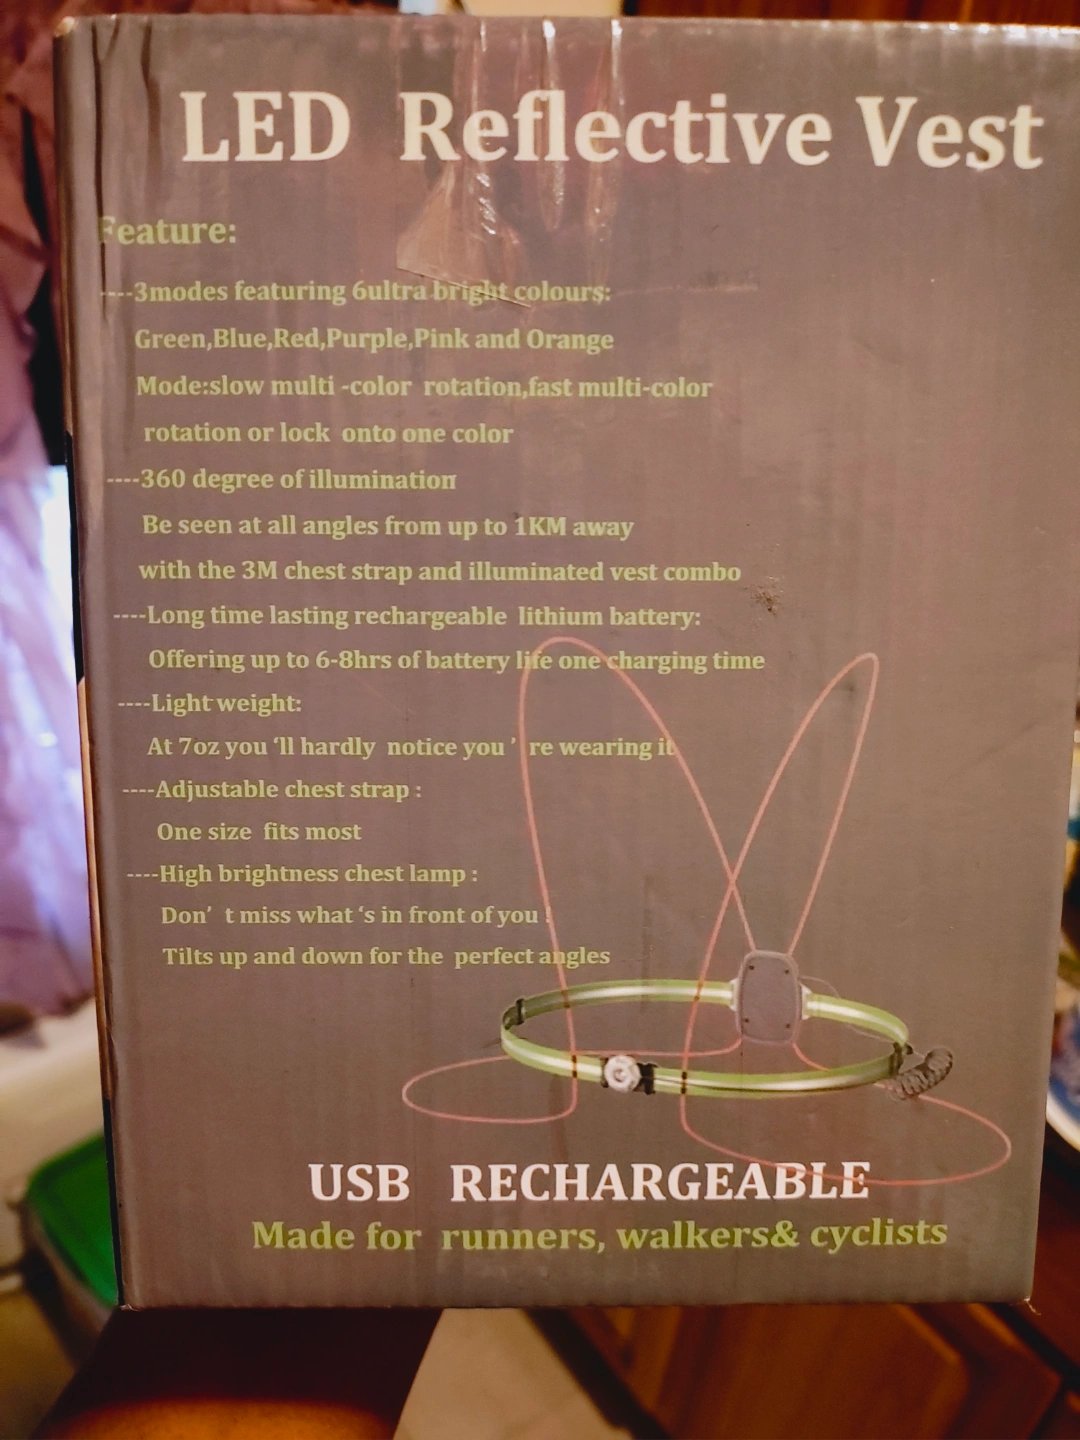 LED Reflective Vest
Feature:
----3modes featuring 6ultra bright colours:
Green,Blue,Red,Purple,Pink and Orange
Mode:slow multi -color rotation,fast multi-color
rotation or lock onto one color
----360 degree of illumination
Be seen at all angles from up to 1KM away
with the 3M chest strap and illuminated vest combo
----Long time lasting rechargeable lithium battery:
Offering up to 6-8hrs of battery life one charging time
----Light weight:
At 7oz you ‘ll hardly notice you ’ re wearing it
----Adjustable chest strap :
One size fits most
----High brightness chest lamp :
Don’ t miss what ‘s in front of you !
Tilts up and down for the perfect angles
USB RECHARGEABLE
Made for runners, walkers& cyclists